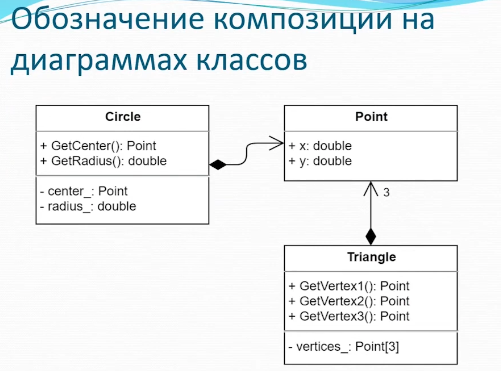 Обозначение композиции на
диаграммах классов
Circle
+ GetCenter(): Point
+ GetRadius(): double
- center_: Point
- radius_: double
Point
+ x: double
+ y: double
3
Triangle
+ GetVertex1(): Point
+ GetVertex2(): Point
+ GetVertex3(): Point
- vertices_: Point[3]